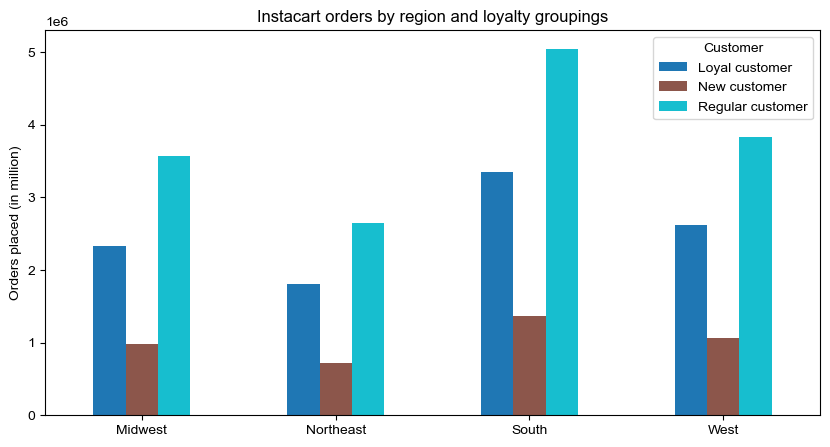 Instacart orders by region and loyalty groupings
1e6
Orders placed (in million)
5
4
3
2
1
0
Midwest
Northeast
South
West
Customer
Loyal customer
New customer
Regular customer